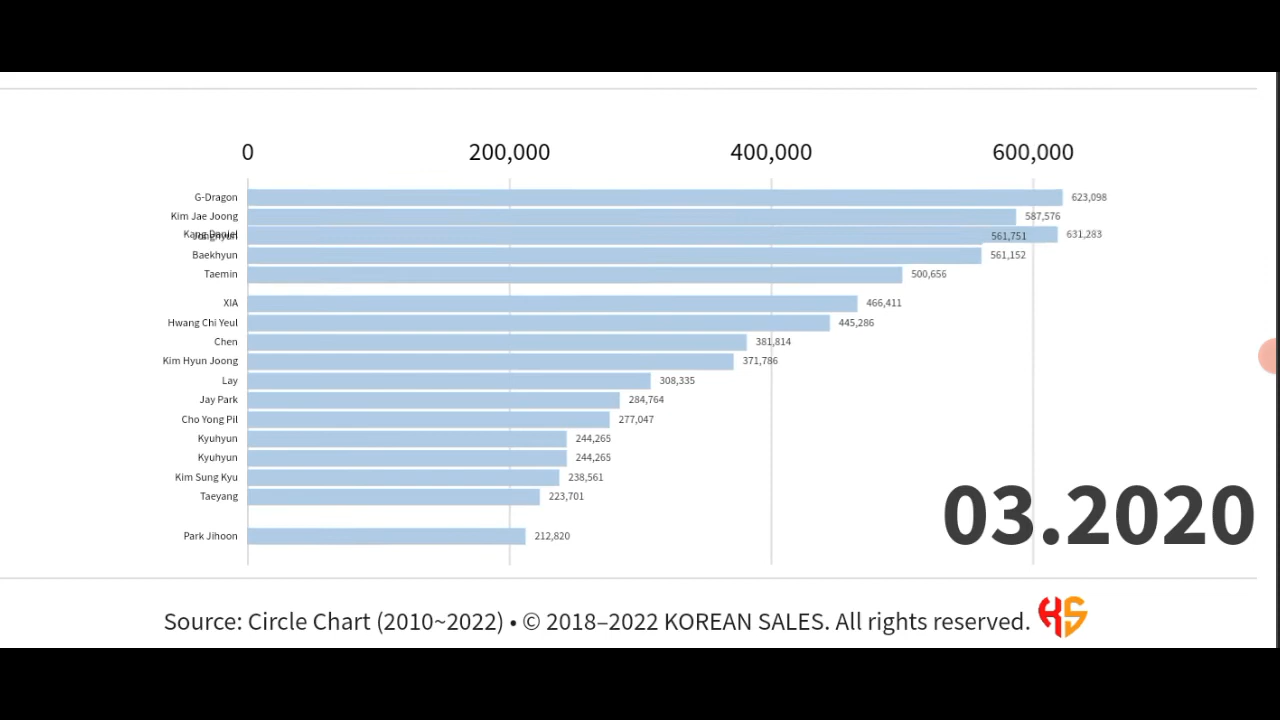 0 200,000 400,000 600,000
G-Dragon 623,098
Kim Jae Joong 587,576
Kang Daniel 631,283
Jonghyun 561,751
Baekhyun 561,152
Taemin 500,656
XIA 466,411
Hwang Chi Yeul 445,286
Chen 381,814
Kim Hyun Joong 371,786
Lay 308,335
Jay Park 284,764
Cho Yong Pil 277,047
Kyuhyun 244,265
Kyuhyun 244,265
Kim Sung Kyu 238,561
Taeyang 223,701
Park Jihoon 212,820
03.2020
Source: Circle Chart (2010~2022) • © 2018–2022 KOREAN SALES. All rights reserved. KS